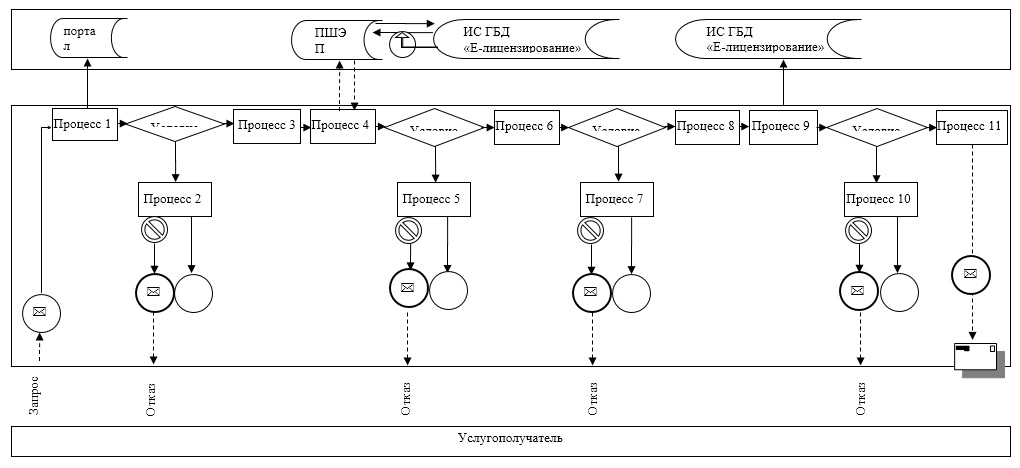 порта
л
ПШЭ
П
ИС ГБД
«Е-лицензирование»
ИС ГБД
«Е-лицензирование»
Процесс 1
Процесс 3
Процесс 4
Процесс 6
Процесс 8
Процесс 9
Процесс 11
Процесс 2
Процесс 5
Процесс 7
Процесс 10
Запрос
Отказ
Отказ
Отказ
Отказ
Услугополучатель